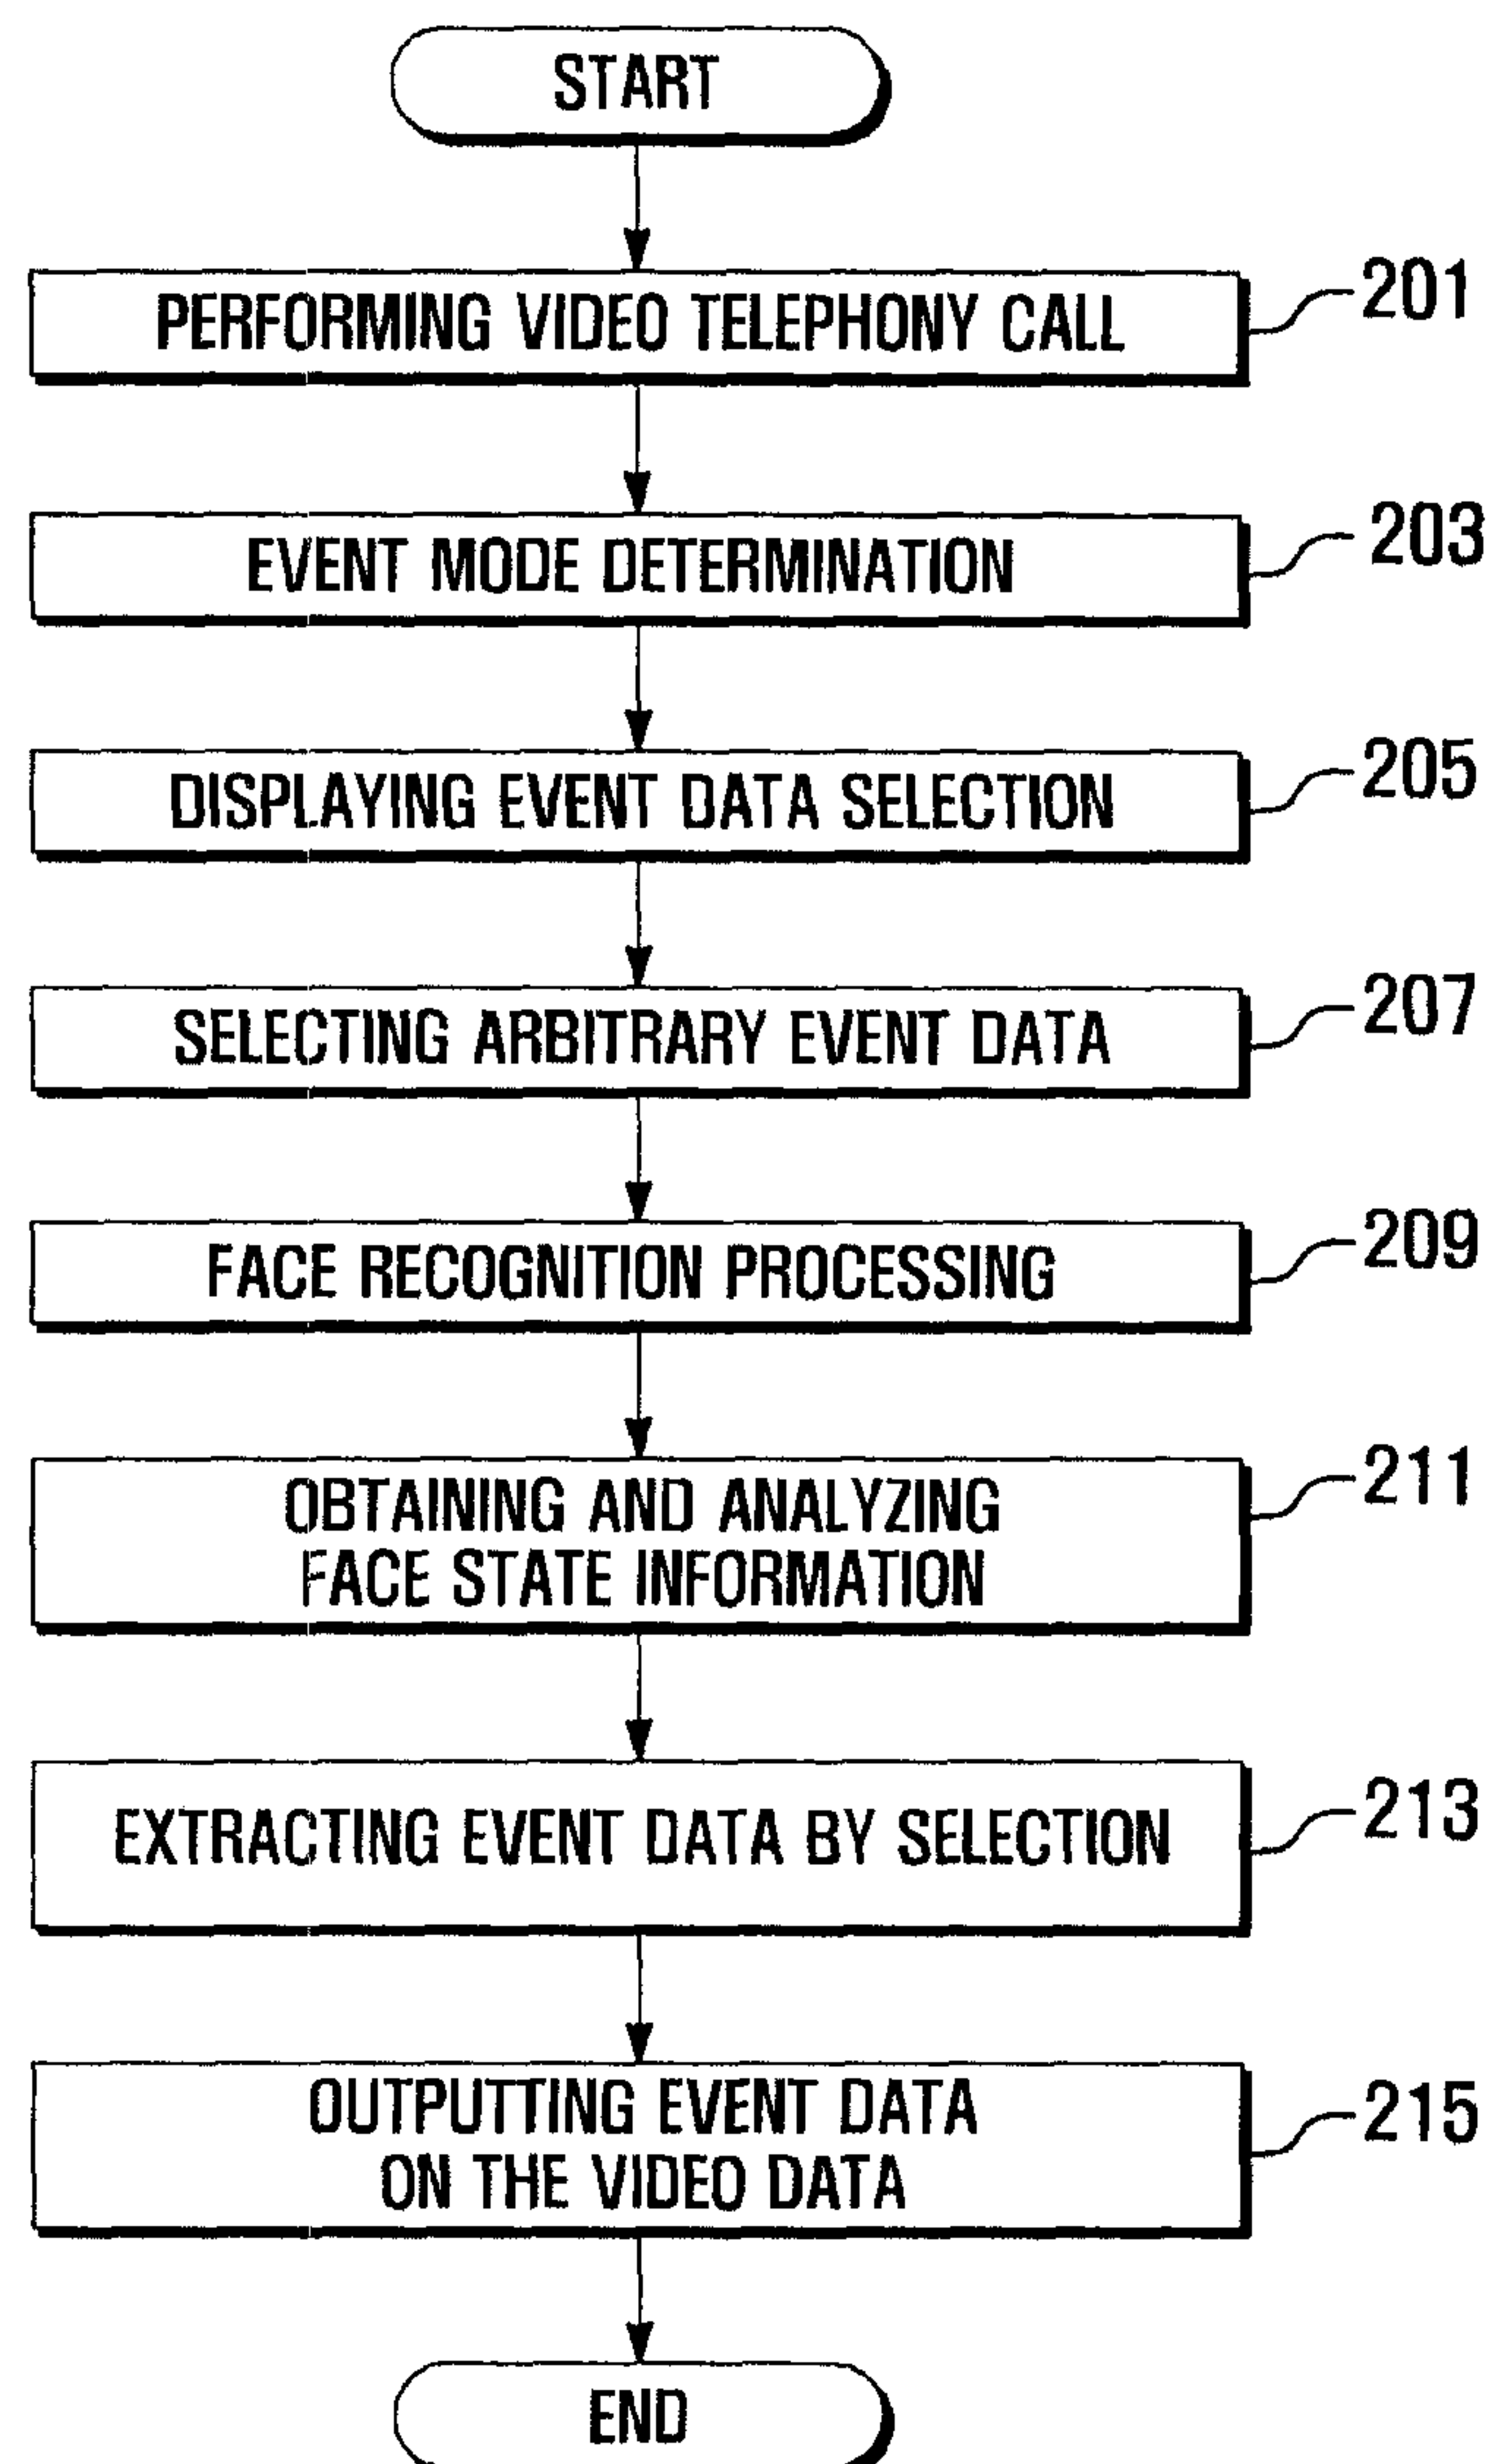 START
PERFORMING VIDEO TELEPHONY CALL
201
EVENT MODE DETERMINATION
203
DISPLAYING EVENT DATA SELECTION
205
SELECTING ARBITRARY EVENT DATA
207
FACE RECOGNITION PROCESSING
209
OBTAINING AND ANALYZING
FACE STATE INFORMATION
211
EXTRACTING EVENT DATA BY SELECTION
213
OUTPUTTING EVENT DATA
ON THE VIDEO DATA
215
END